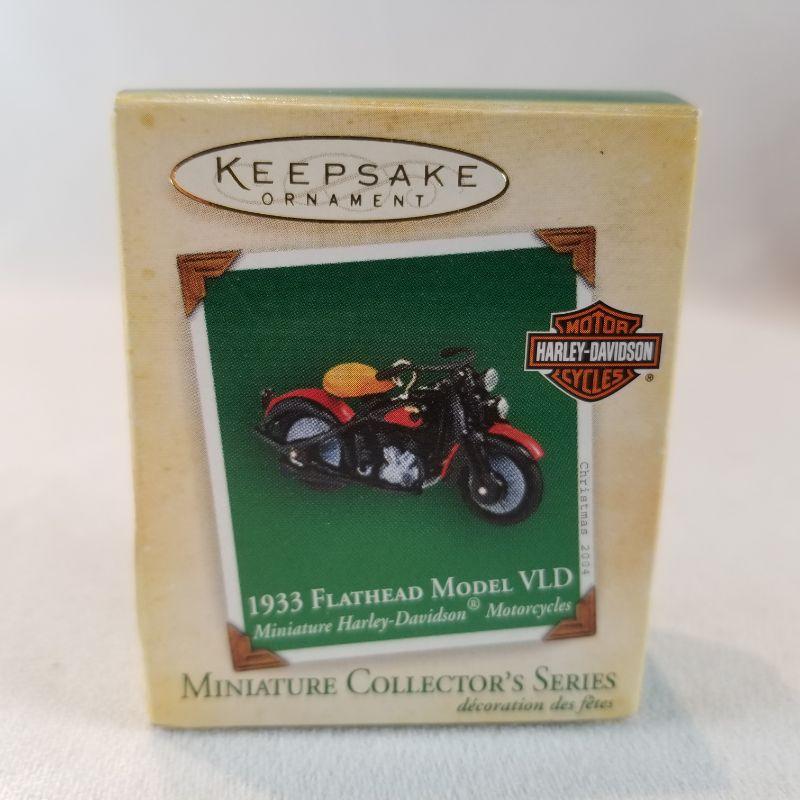 KEEPSAKE
ORNAMENT
MOTOR
HARLEY-DAVIDSON
CYCLES
®
Christmas 2004
1933 FLATHEAD MODEL VLD
Miniature Harley-Davidson® Motorcycles
MINIATURE COLLECTOR'S SERIES
décoration des fêtes